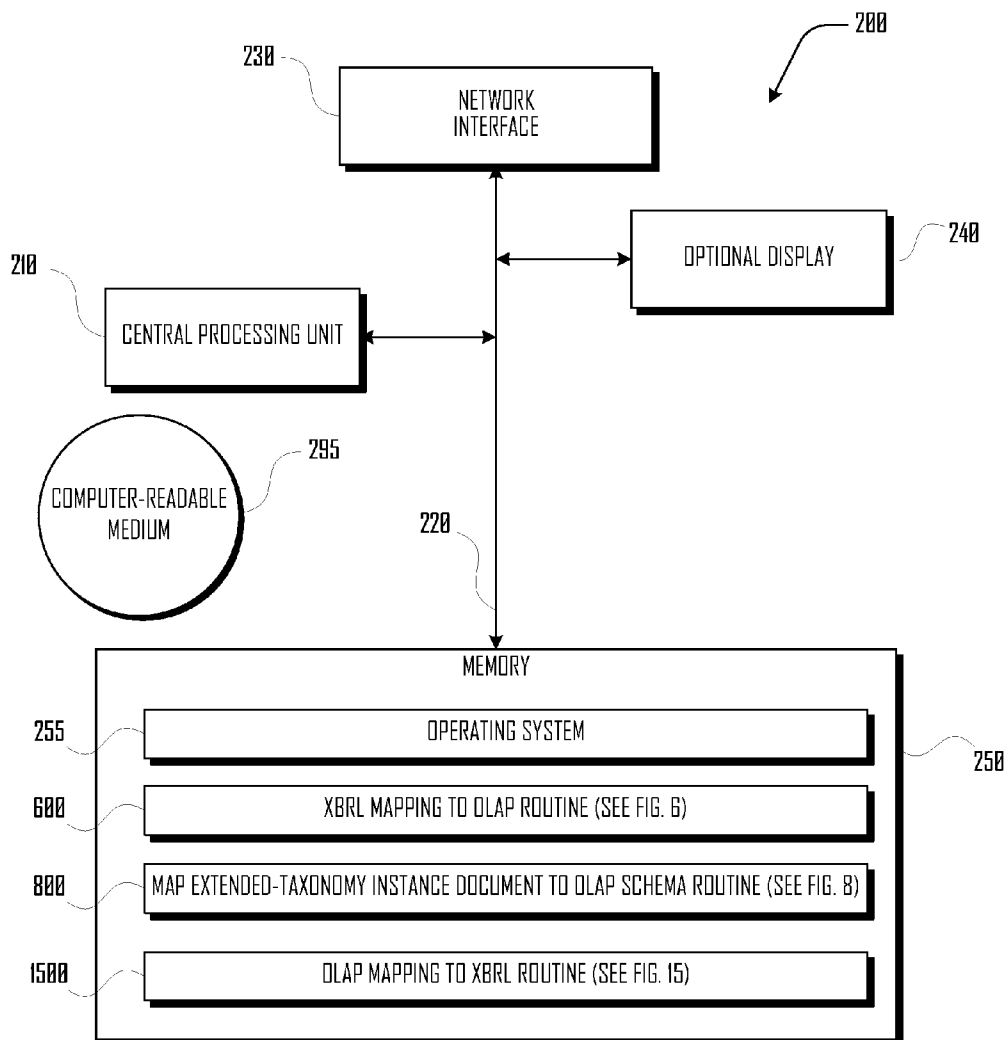 200
230
NETWORK
INTERFACE
240
OPTIONAL DISPLAY
210
CENTRAL PROCESSING UNIT
295
COMPUTER-READABLE
MEDIUM
220
MEMORY
255
OPERATING SYSTEM
250
600
XBRL MAPPING TO OLAP ROUTINE (SEE FIG. 6)
800
MAP EXTENDED-TAXONOMY INSTANCE DOCUMENT TO OLAP SCHEMA ROUTINE (SEE FIG. 8)
1500
OLAP MAPPING TO XBRL ROUTINE (SEE FIG. 15)